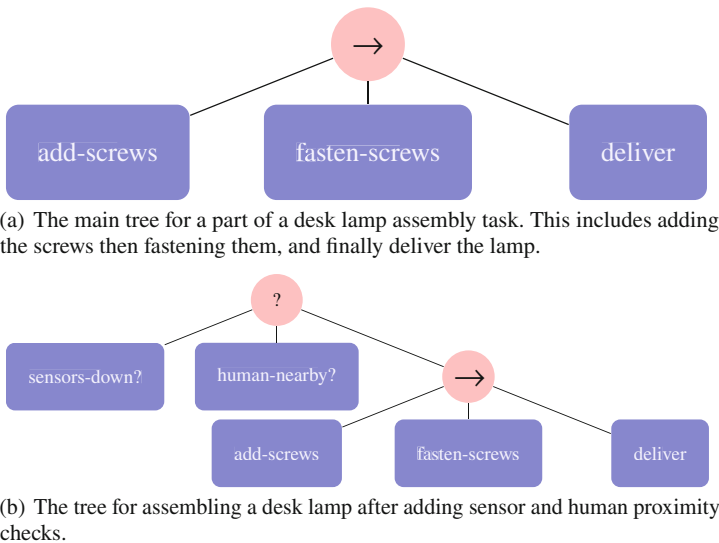 →
add-screws fasten-screws deliver
(a) The main tree for a part of a desk lamp assembly task. This includes adding
the screws then fastening them, and finally deliver the lamp.
?
sensors-down? human-nearby?
→
add-screws fasten-screws deliver
(b) The tree for assembling a desk lamp after adding sensor and human proximity
checks.